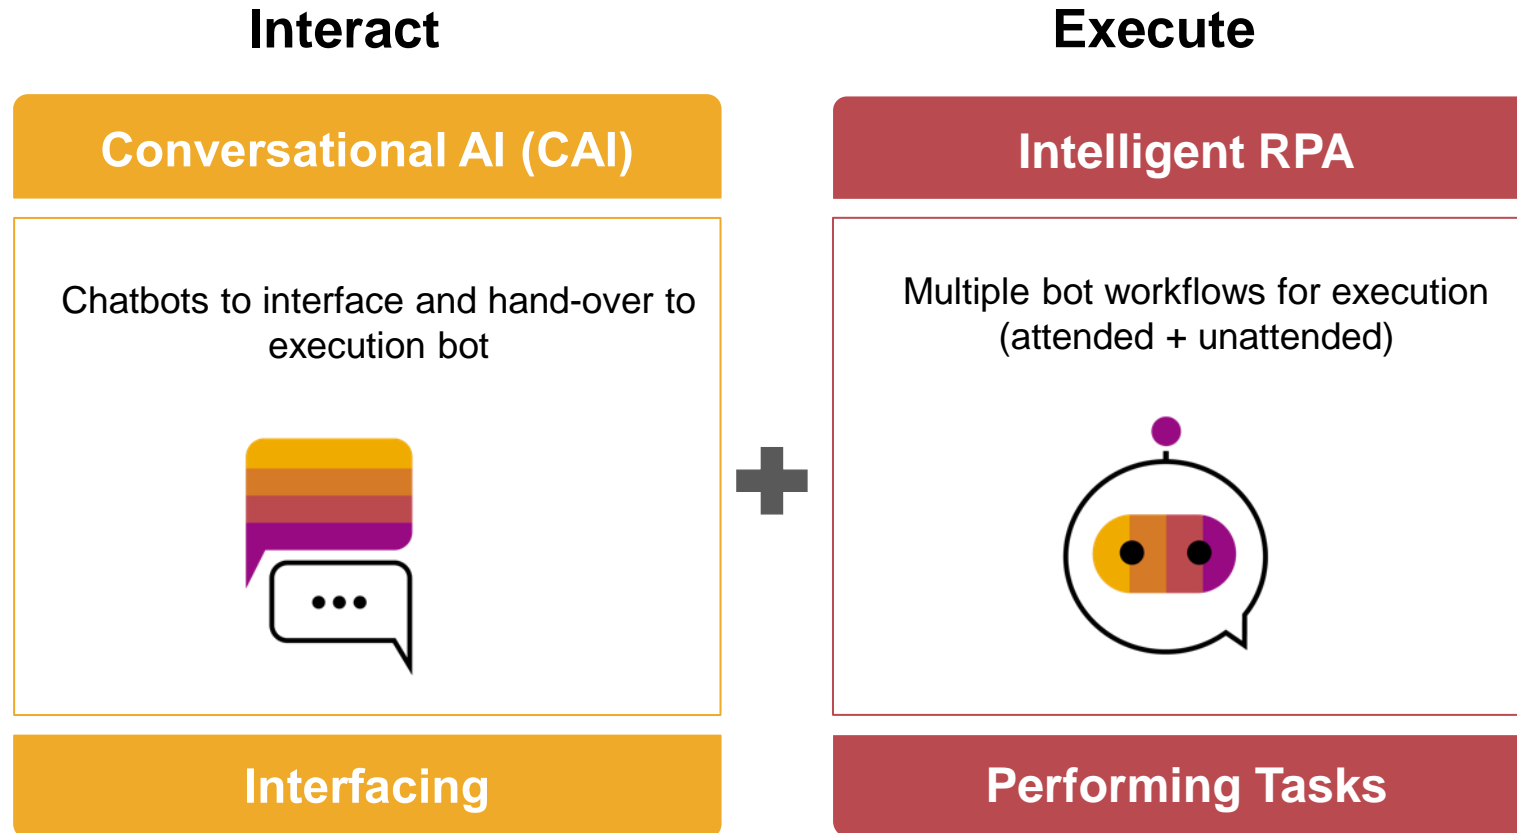 Interact
Execute
Conversational AI (CAI)
Intelligent RPA
Chatbots to interface and hand-over to
execution bot
Multiple bot workflows for execution
(attended + unattended)
Interfacing
Performing Tasks